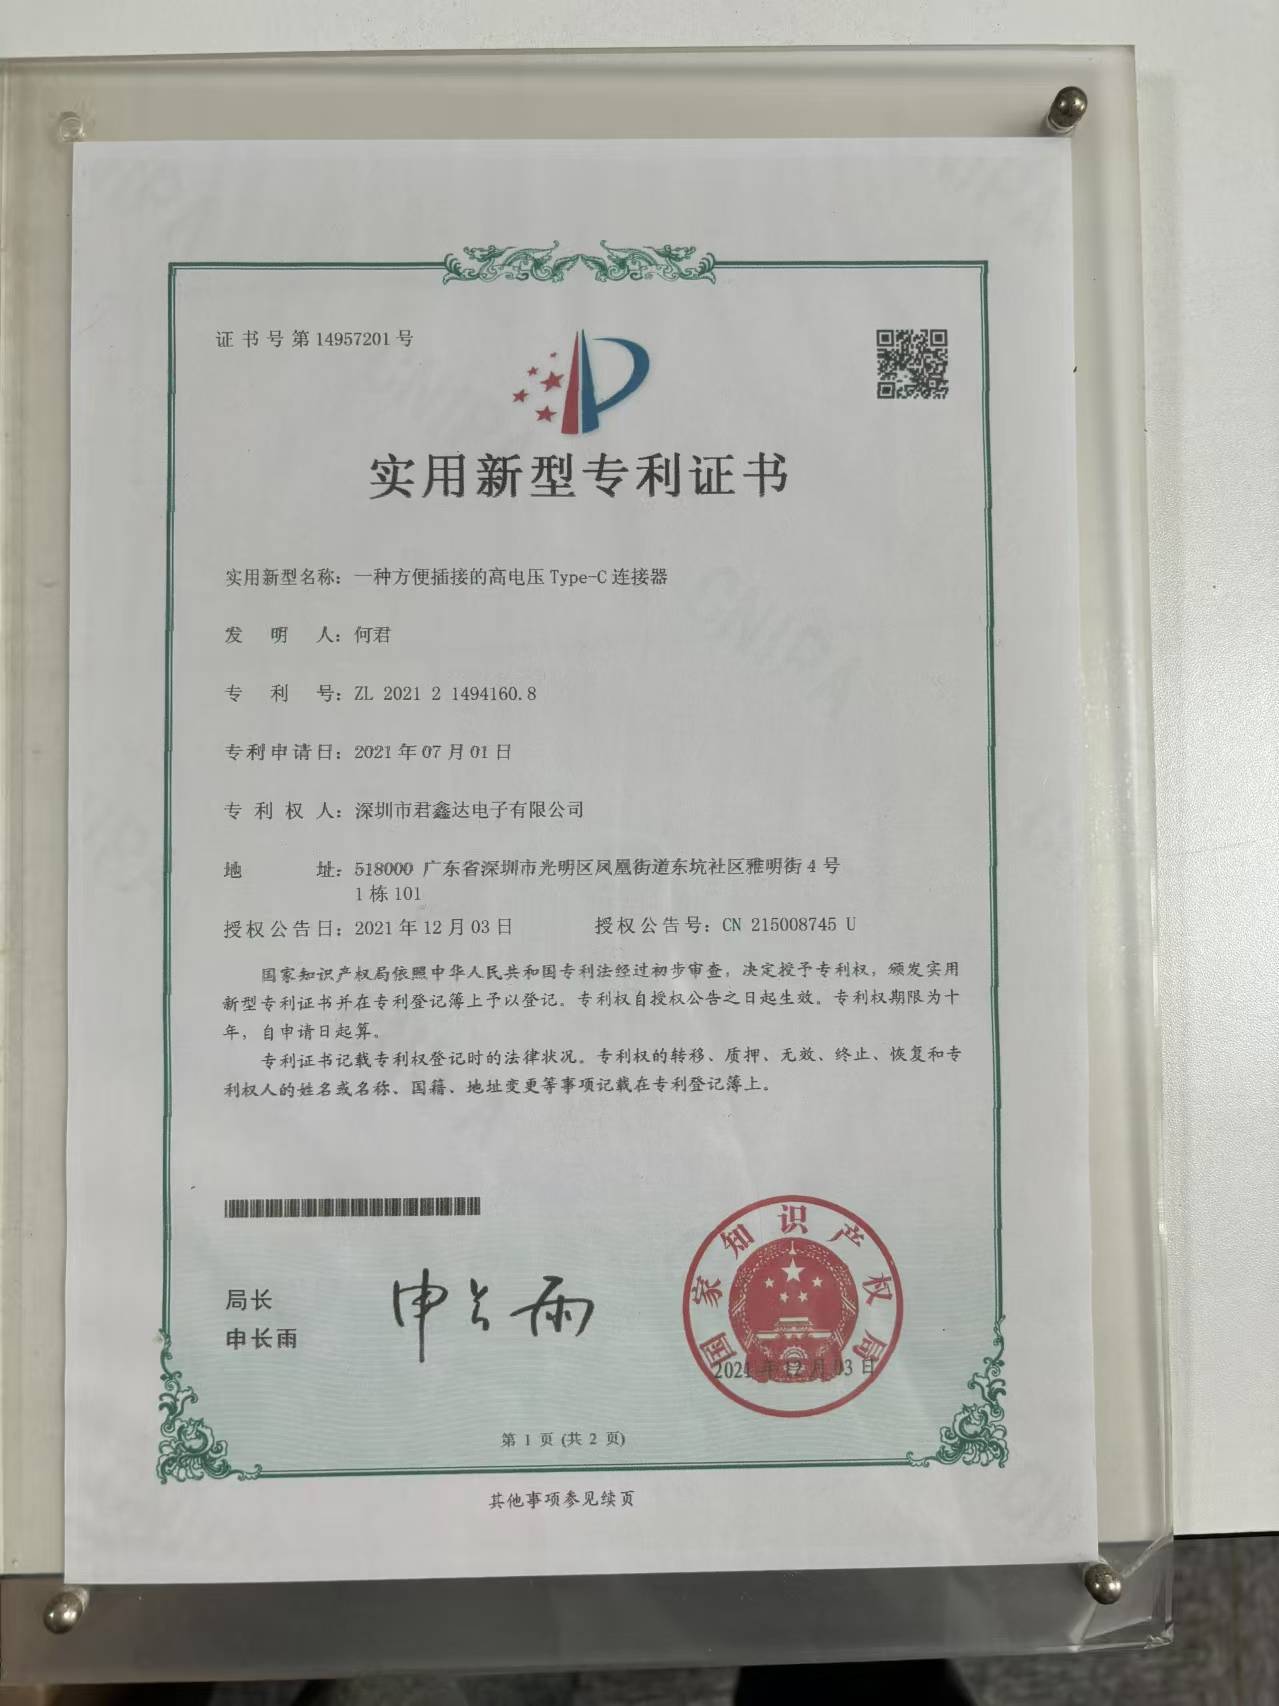 证书号第14957201号
实用新型专利证书
实用新型名称：一种方便插接的高电压Type-C连接器
发明人：何君
专利号：ZL 2021 2 1494160.8
专利申请日：2021年07月01日
专利权人：深圳市君鑫达电子有限公司
地址：518000 广东省深圳市光明区凤凰街道东坑社区雅明街4号
1栋101
授权公告日：2021年12月03日 授权公告号：CN 215008745 U
国家知识产权局依照中华人民共和国专利法经过初步审查，决定授予专利权，颁发实用
新型专利证书并在专利登记簿上予以登记。专利权自授权公告之日起生效。专利权期限为十
年，自申请日起算。
专利证书记载专利权登记时的法律状况。专利权的转移、质押、无效、终止、恢复和专
利权人的姓名或名称、国籍、地址变更等事项记载在专利登记簿上。
局长
申长雨
申长雨
国家知识产权局
2021年12月03日
第1页(共2页)
其他事项参见续页